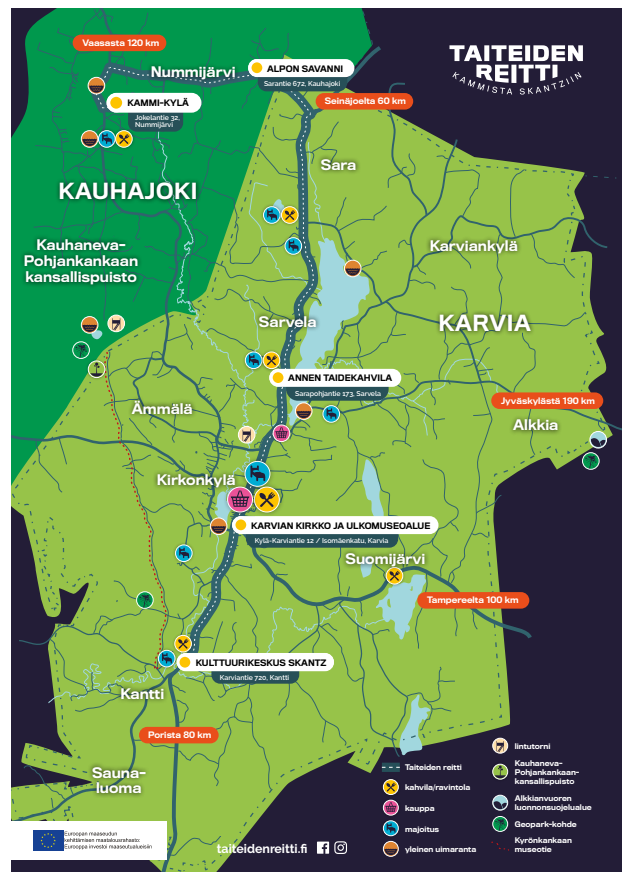 Vaasasta 120 km
TAITEIDEN
REITTI
KAMMISTA SKANTZIIN
Nummijärvi
ALPON SAVANNI
Sarantie 672, Kauhajoki
KAMMI-KYLÄ
Jokelantie 32,
Nummijärvi
Seinäjoelta 60 km
Sara
KAUHAJOKI
Kauhaneva-
Pohjankankaan
kansallispuisto
Karviankylä
Sarvela
KARVIA
ANNEN TAIDEKAHVILA
Sarapohjantie 173, Sarvela
Jyväskylästä 190 km
Ämmälä
Alkkia
Kirkonkylä
KARVIAN KIRKKO JA ULKOMUSEOALUE
Kylä-Karviantie 12 / Isomäenkatu, Karvia
Suomijärvi
Tampereelta 100 km
KULTTUURIKESKUS SKANTZ
Karviantie 720, Kantti
Kantti
Porista 80 km
Sauna-
luoma
Taiteiden reitti
kahvila/ravintola
kauppa
majoitus
yleinen uimaranta
lintutorni
Kauhaneva-
Pohjankankaan-
kansallispuisto
Alkkianvuoren
luonnonsuojelualue
Geopark-kohde
Kyrönkankaan
museotie
Euroopan maaseudun
kehittämisen maatalousrahasto:
Eurooppa investoi maaseutualueisiin
taiteidenreitti.fi